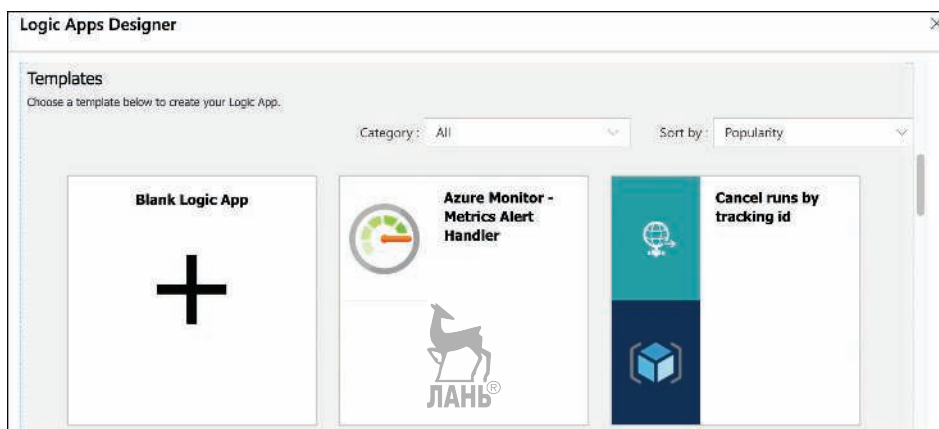 Logic Apps Designer
Templates
Choose a template below to create your Logic App.
Category : All
Sort by : Popularity
Blank Logic App
Azure Monitor -
Metrics Alert
Handler
Cancel runs by
tracking id
ЛАНЬ®